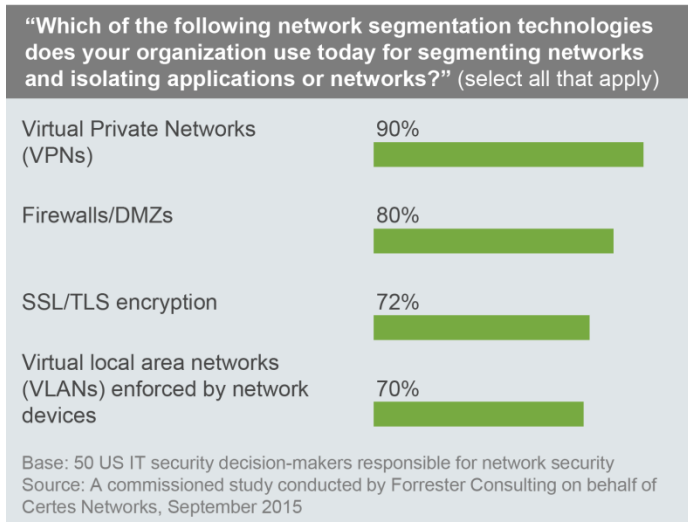 “Which of the following network segmentation technologies
does your organization use today for segmenting networks
and isolating applications or networks?” (select all that apply)
Virtual Private Networks
(VPNs)
90%
Firewalls/DMZs
80%
SSL/TLS encryption
72%
Virtual local area networks
(VLANs) enforced by network
devices
70%
Base: 50 US IT security decision-makers responsible for network security
Source: A commissioned study conducted by Forrester Consulting on behalf of
Certes Networks, September 2015